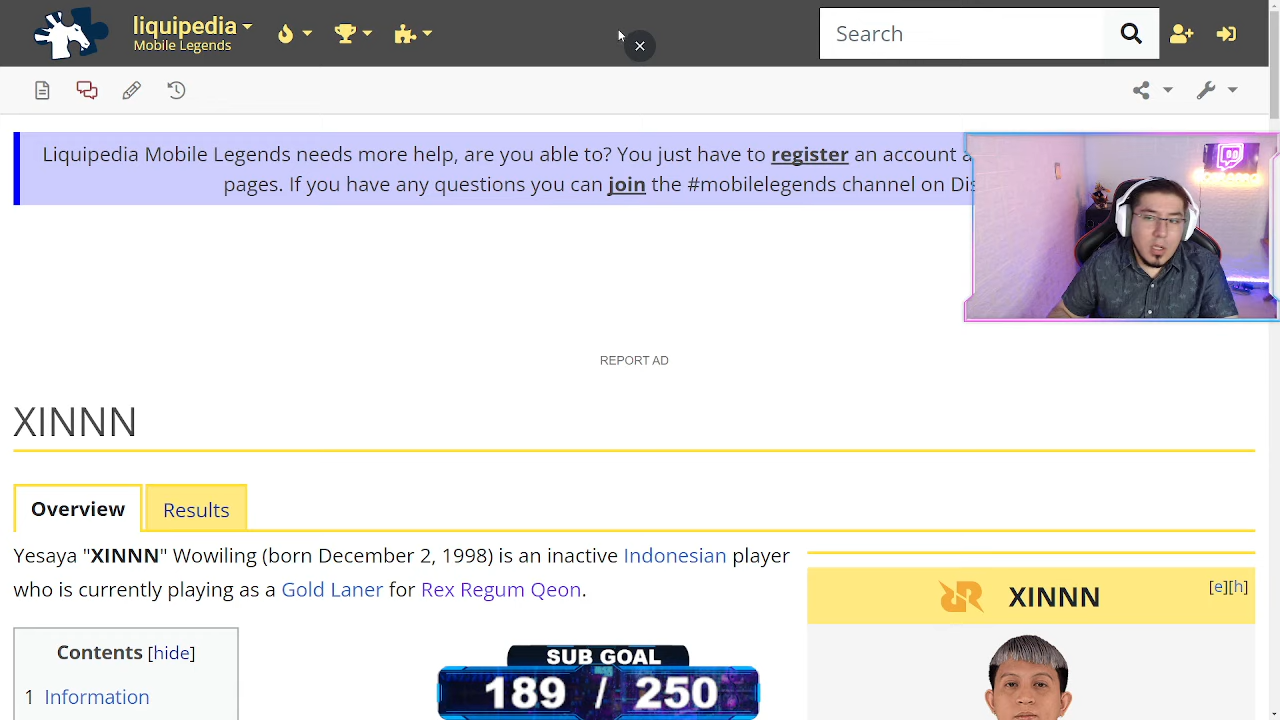 liquipedia
Mobile Legends
Search
Liquipedia Mobile Legends needs more help, are you able to? You just have to register an account a
pages. If you have any questions you can join the #mobilelegends channel on Dis
REPORT AD
XINNN
Overview
Results
Yesaya "XINNN" Wowiling (born December 2, 1998) is an inactive Indonesian player
who is currently playing as a Gold Laner for Rex Regum Qeon.
XINNN
[e][h]
Contents [hide]
1 Information
SUB GOAL
189 / 250